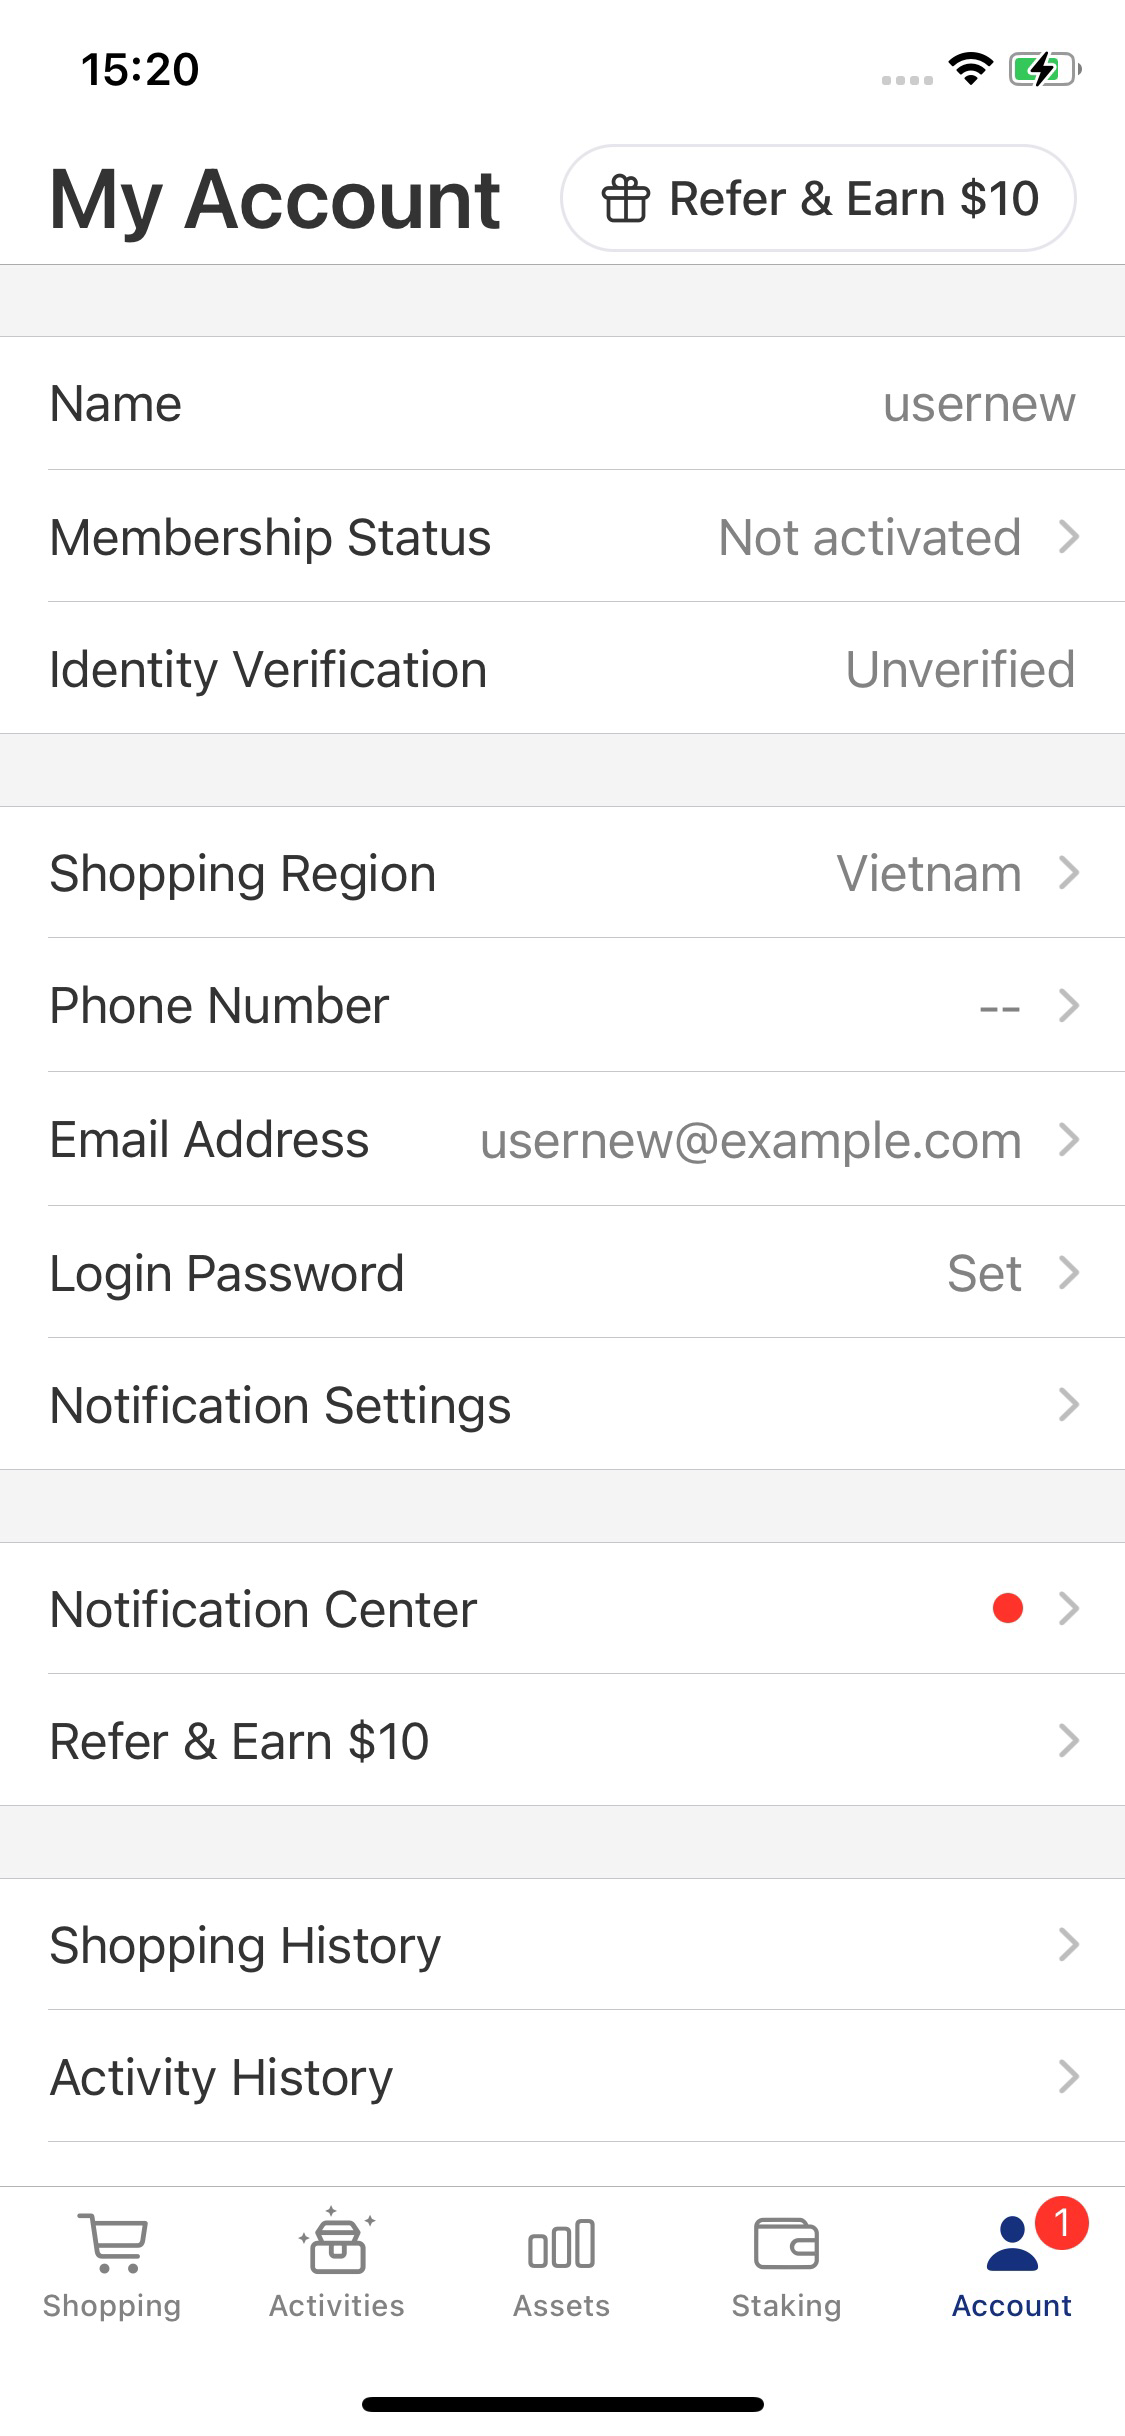 15:20
My Account
Refer & Earn $10
Name usernew
Membership Status Not activated
Identity Verification Unverified
Shopping Region Vietnam
Phone Number --
Email Address usernew@example.com
Login Password Set
Notification Settings
Notification Center
Refer & Earn $10
Shopping History
Activity History
1
Shopping Activities Assets Staking Account